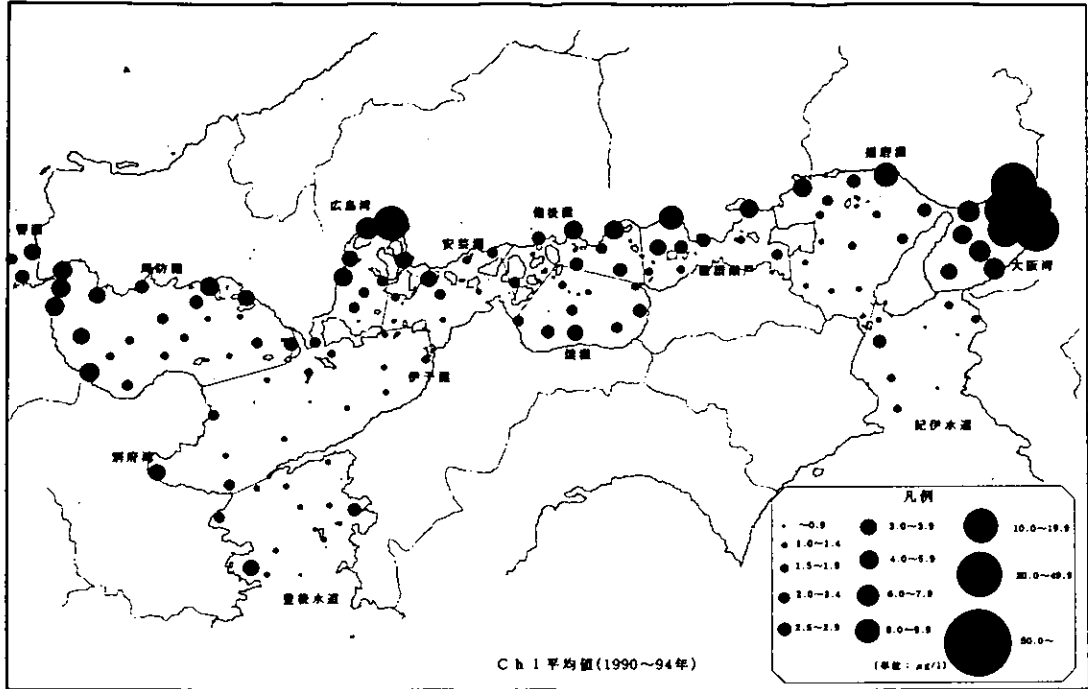 播磨灘
広島湾
備後灘
響灘
安芸灘
周防灘
備讃瀬戸
大阪湾
燧灘
伊予灘
紀伊水道
別府湾
豊後水道
凡例
~0.9
1.0~1.4
1.5~1.9
2.0~2.4
2.5~2.9
3.0~3.9
4.0~5.9
6.0~7.9
8.0~9.9
10.0~19.9
20.0~49.9
50.0~
(単位: μg/l)
Chl平均値(1990~94年)